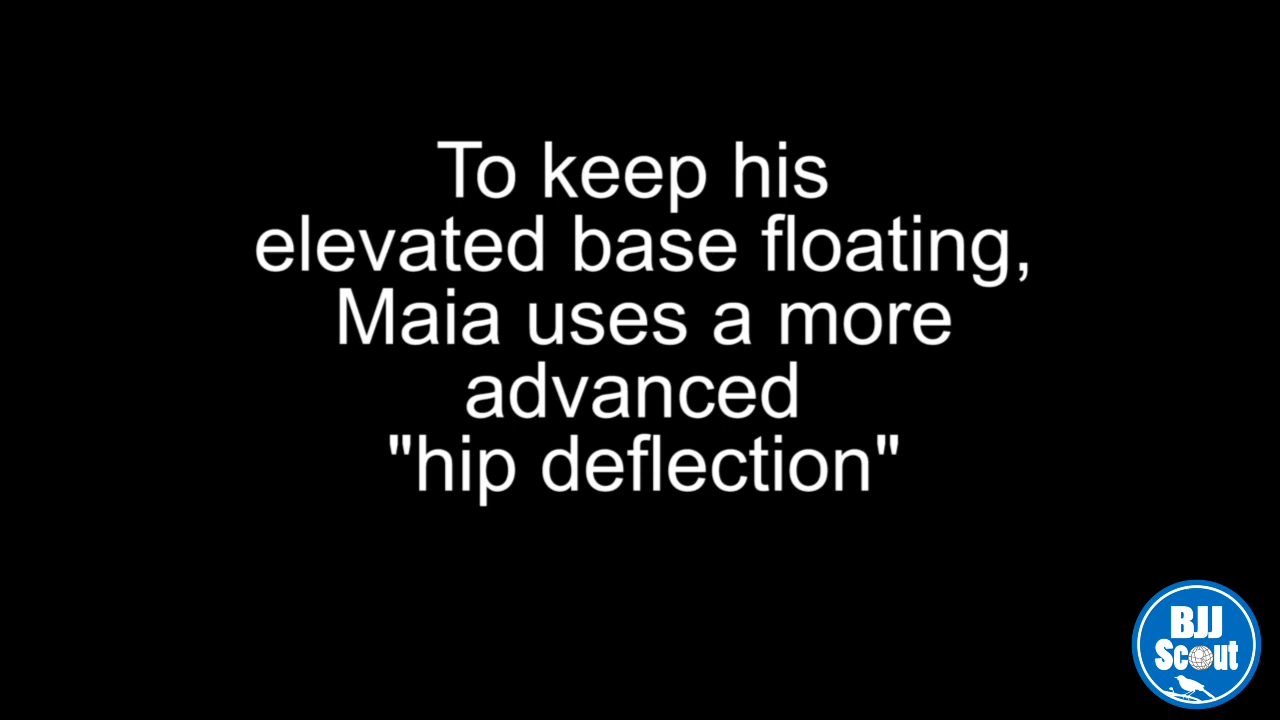 To keep his
elevated base floating,
Maia uses a more
advanced
"hip deflection"
BJJ
Scout